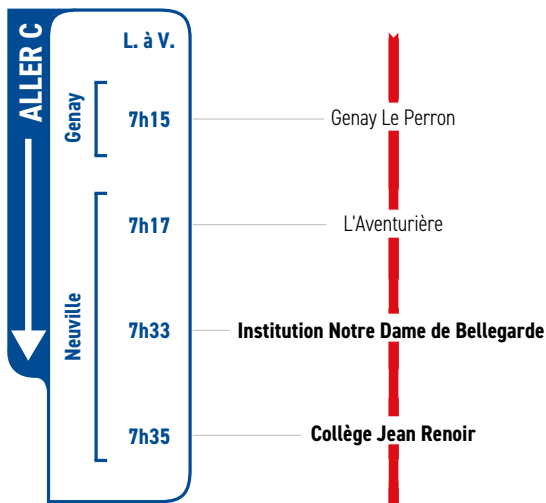 ALLER C
L. à V.
Genay
7h15 Genay Le Perron
Neuville
7h17 L'Aventurière
7h33 Institution Notre Dame de Bellegarde
7h35 Collège Jean Renoir